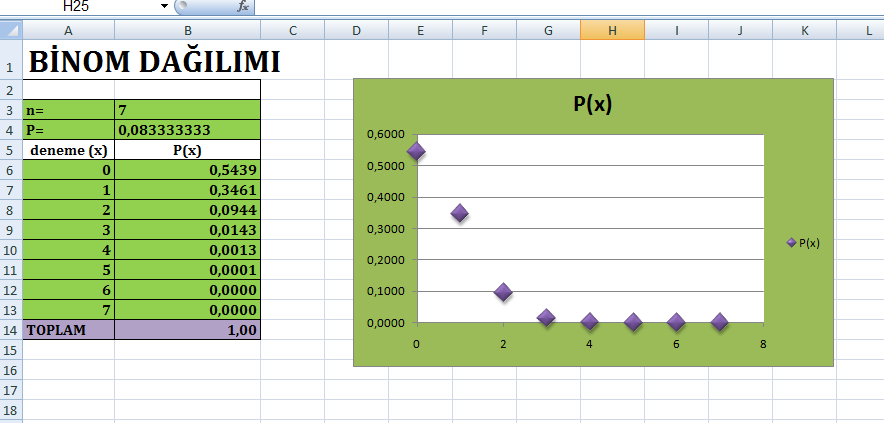 H25 fx
A B C D E F G H I J K L
1 BİNOM DAĞILIMI
2
3 n= 7
4 P= 0,083333333
5 deneme (x) P(x)
6 0 0,5439
7 1 0,3461
8 2 0,0944
9 3 0,0143
10 4 0,0013
11 5 0,0001
12 6 0,0000
13 7 0,0000
14 TOPLAM 1,00
15
16
17
18
P(x)
0,6000
0,5000
0,4000
0,3000
0,2000
0,1000
0,0000
0 2 4 6 8
P(x)